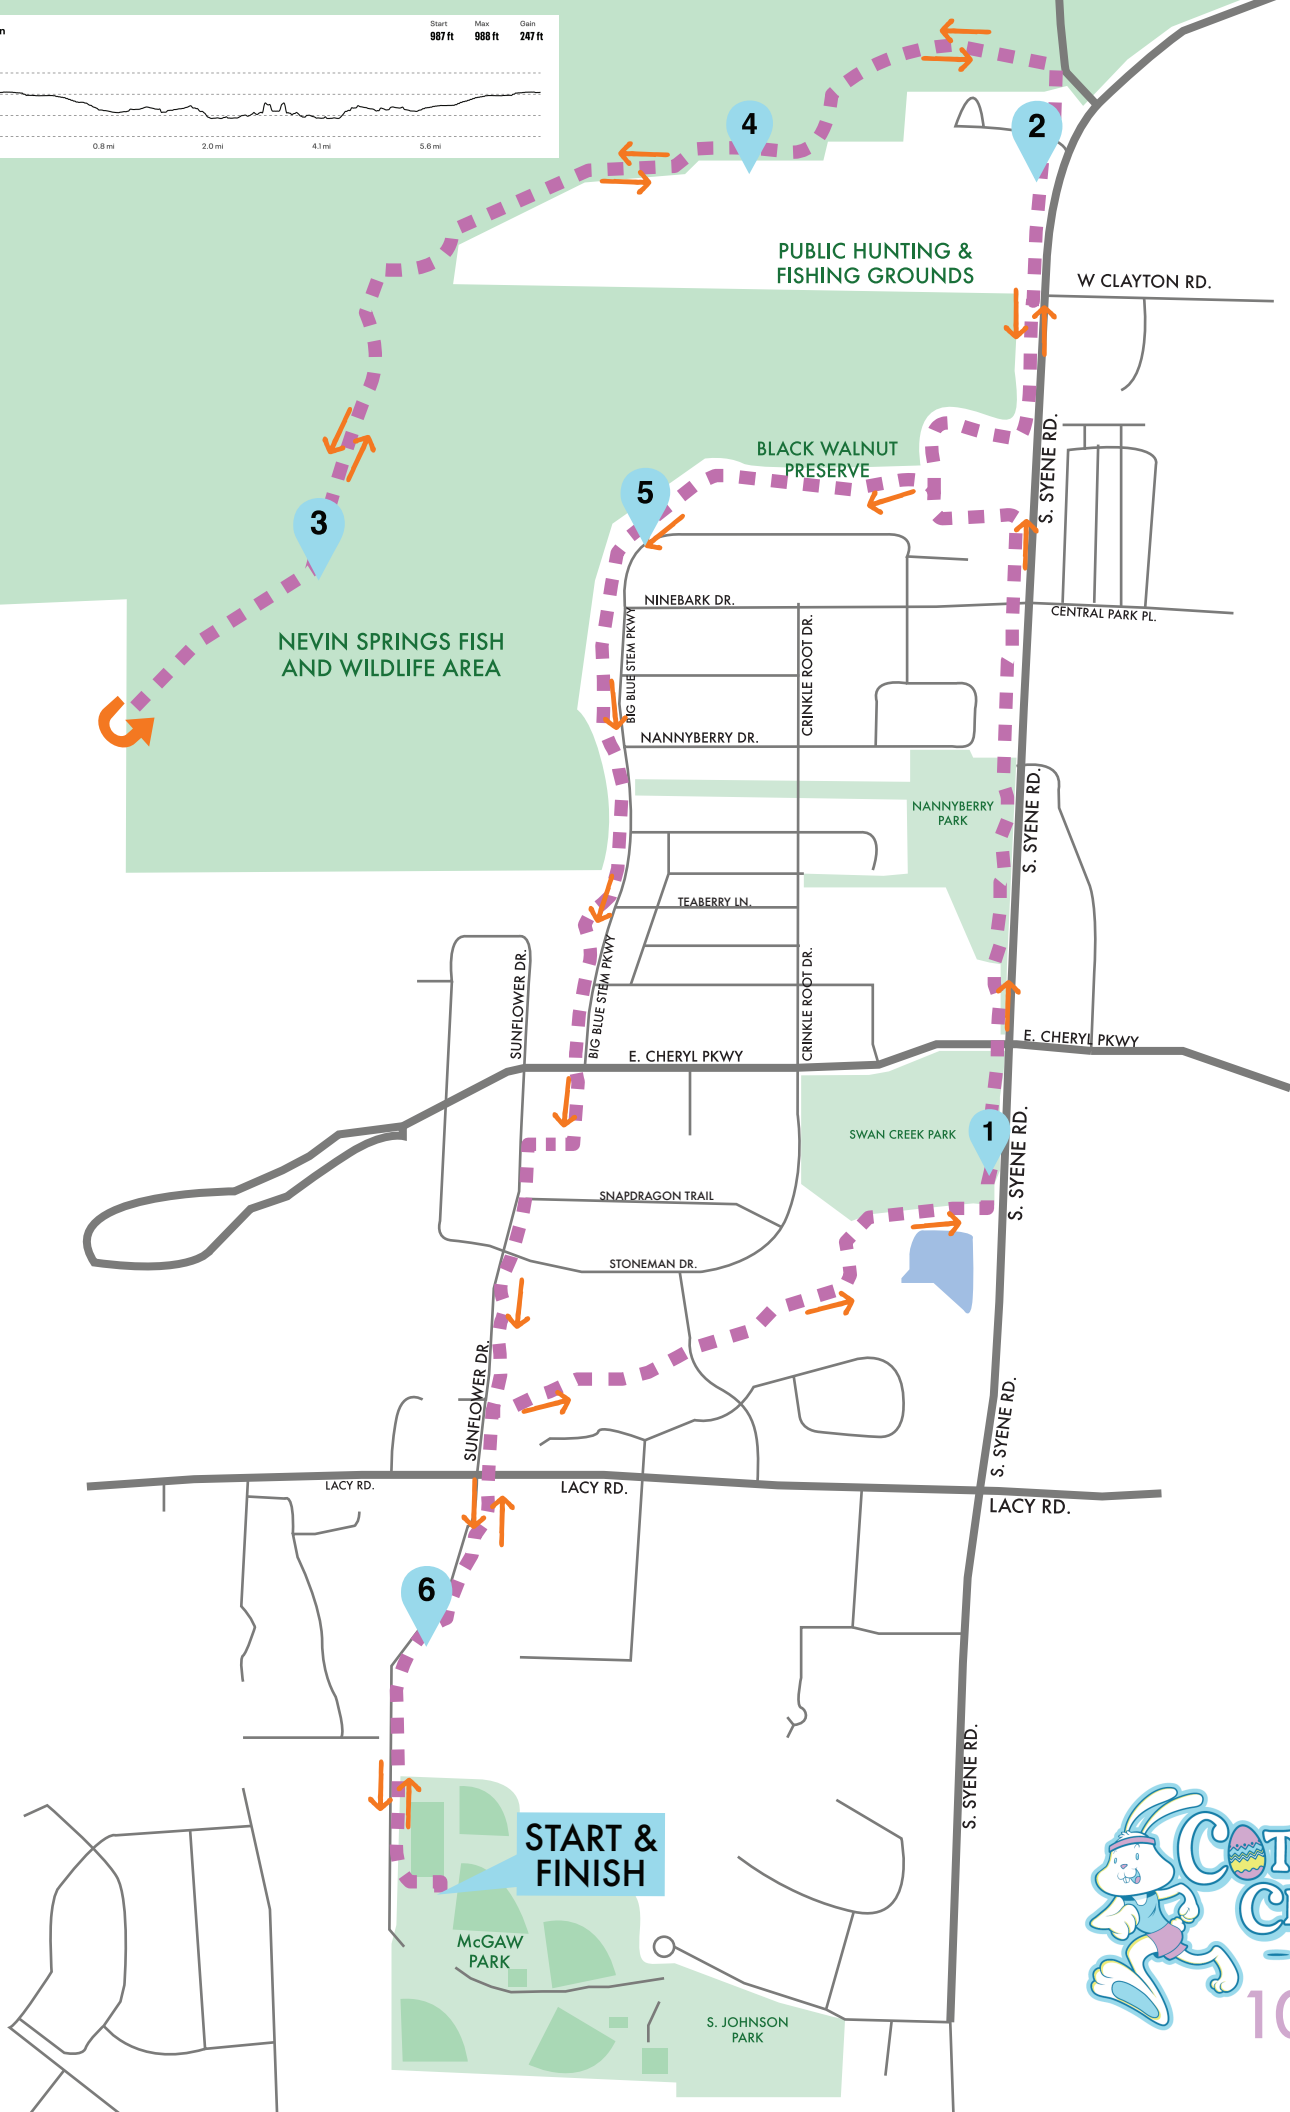 n
Start Max Gain
987 ft 988 ft 247 ft
0.8 mi 2.0 mi 4.1 mi 5.6 mi
4
2
PUBLIC HUNTING &
FISHING GROUNDS
W CLAYTON RD.
S. SYENE RD.
BLACK WALNUT
PRESERVE
5
3
NINEBARK DR.
CENTRAL PARK PL.
BIG BLUE STEM PKWY
CRINKLE ROOT DR.
NEVIN SPRINGS FISH
AND WILDLIFE AREA
NANNYBERRY DR.
NANNYBERRY
PARK
S. SYENE RD.
TEABERRY LN.
SUNFLOWER DR.
BIG BLUE STEM PKWY
CRINKLE ROOT DR.
E. CHERYL PKWY
E. CHERYL PKWY
SWAN CREEK PARK
1
S. SYENE RD.
SNAPDRAGON TRAIL
STONEMAN DR.
SUNFLOWER DR.
S. SYENE RD.
LACY RD.
LACY RD.
LACY RD.
6
S. SYENE RD.
START &
FINISH
McGAW
PARK
S. JOHNSON
PARK
COT
C
10